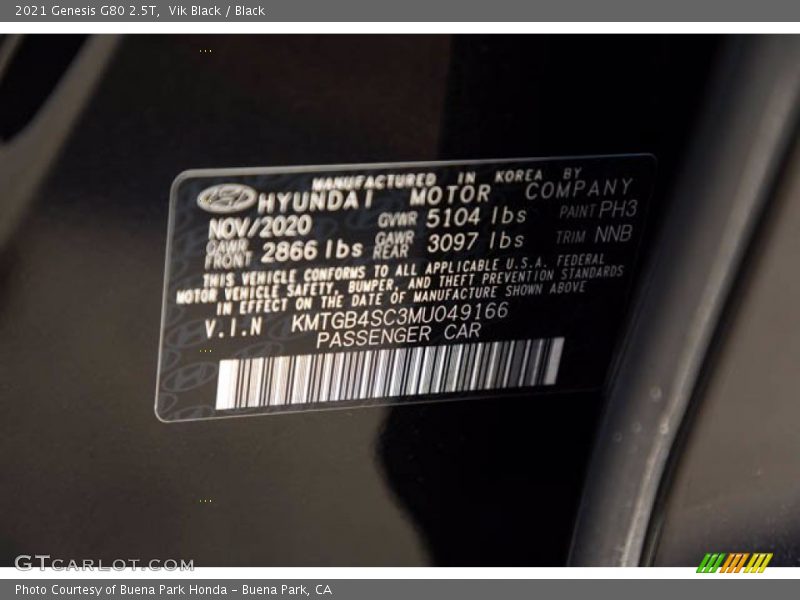 2021 Genesis G80 2.5T, Vik Black / Black
MANUFACTURED IN KOREA BY
HYUNDAI MOTOR COMPANY
NOV/2020 GVWR 5104 lbs PAINT PH3
GAWR FRONT 2866 lbs GAWR REAR 3097 lbs TRIM NNB
THIS VEHICLE CONFORMS TO ALL APPLICABLE U.S.A. FEDERAL
MOTOR VEHICLE SAFETY, BUMPER, AND THEFT PREVENTION STANDARDS
IN EFFECT ON THE DATE OF MANUFACTURE SHOWN ABOVE
V.I.N KMTGB4SC3MU049166
PASSENGER CAR
GTCARLOT.COM
Photo Courtesy of Buena Park Honda - Buena Park, CA